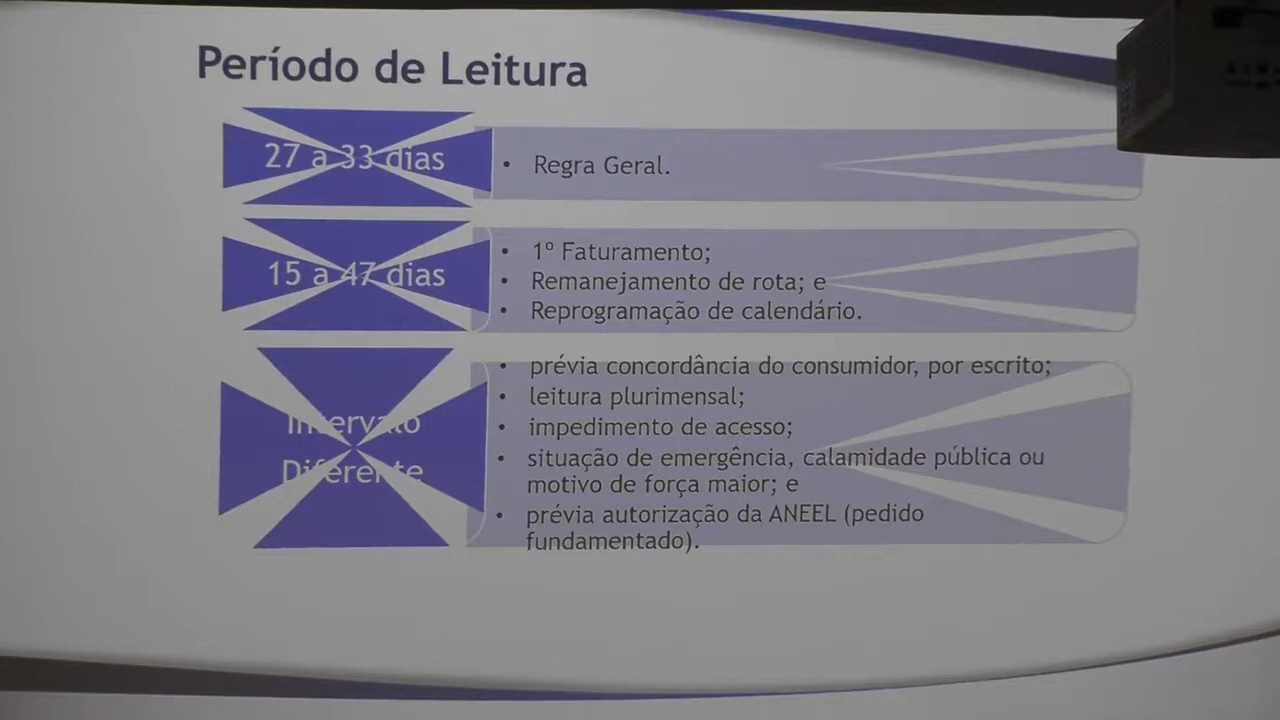 Período de Leitura
27 a 33 dias
• Regra Geral.
15 a 47 dias
• 1º Faturamento;
• Remanejamento de rota; e
• Reprogramação de calendário.
Intervalo
Diferente
• prévia concordância do consumidor, por escrito;
• leitura plurimensal;
• impedimento de acesso;
• situação de emergência, calamidade pública ou
motivo de força maior; e
• prévia autorização da ANEEL (pedido
fundamentado).